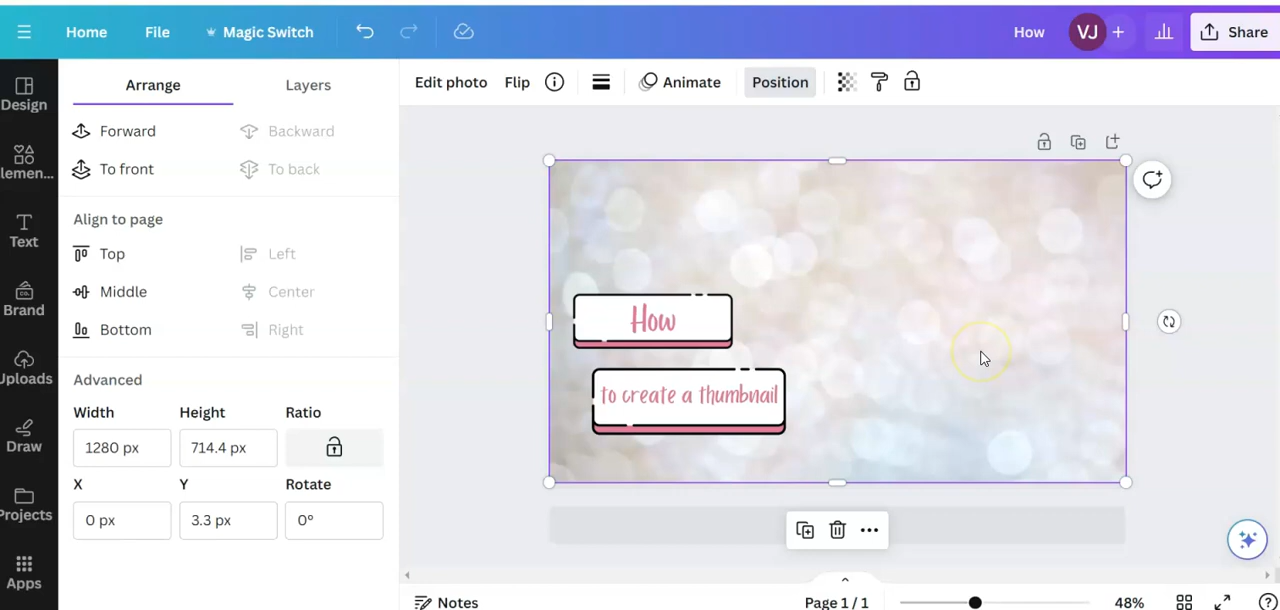 Home File Magic Switch How VJ + Share
Arrange Layers Edit photo Flip Animate Position
Design
Forward Backward
Elemen...
To front To back
Align to page
Text
Top Left
Middle Center
Brand
How
Bottom Right
Uploads
Advanced
to create a thumbnail
Width Height Ratio
Draw
1280 px 714.4 px
X Y Rotate
Projects
0 px 3.3 px 0°
Apps
Notes Page 1 / 1 48% ?